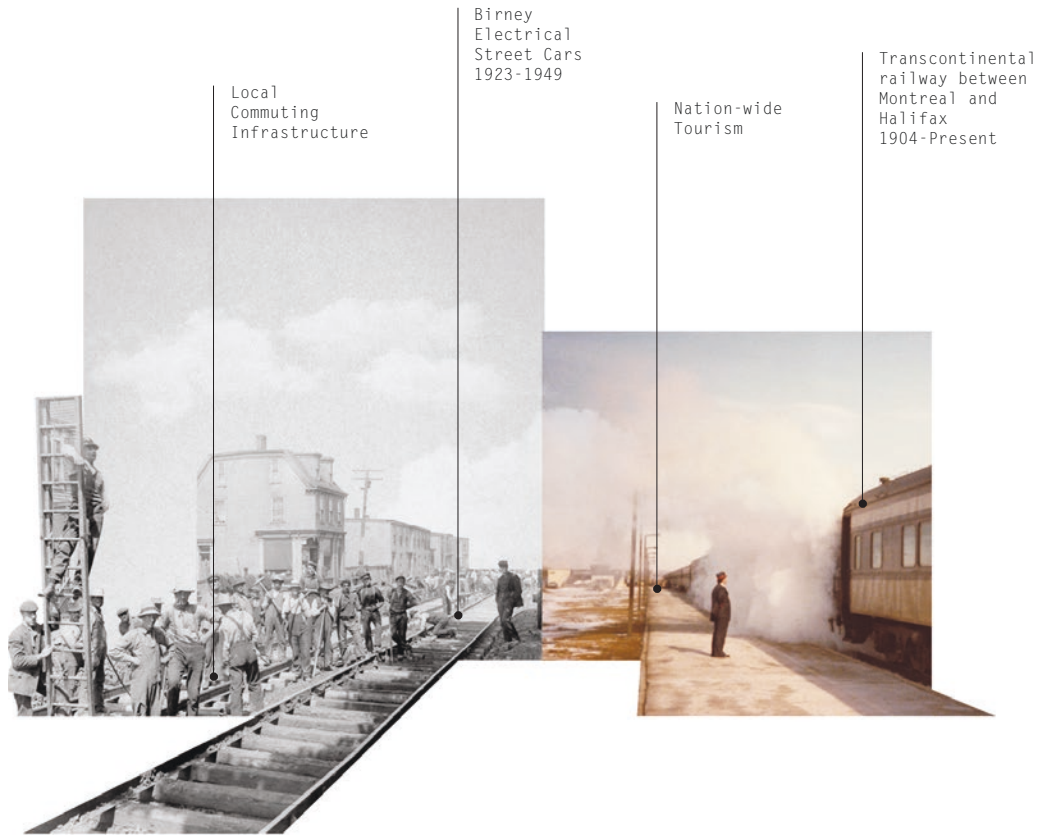 Local
Commuting
Infrastructure
Birney
Electrical
Street Cars
1923-1949
Nation-wide
Tourism
Transcontinental
railway between
Montreal and
Halifax
1904-Present